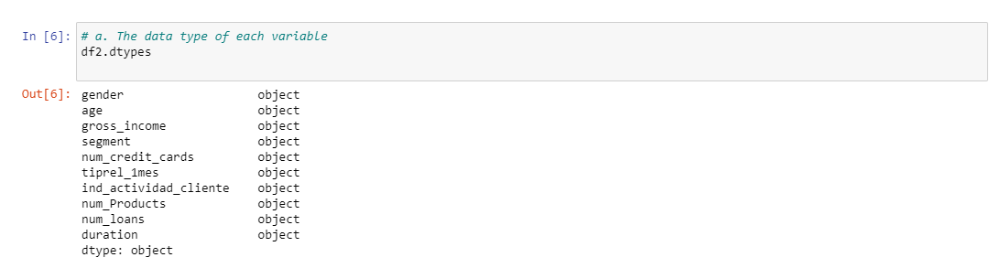 In [6]: # a. The data type of each variable
df2.dtypes
Out[6]: gender object
age object
gross_income object
segment object
num_credit_cards object
tiprel_1mes object
ind_actividad_cliente object
num_Products object
num_loans object
duration object
dtype: object